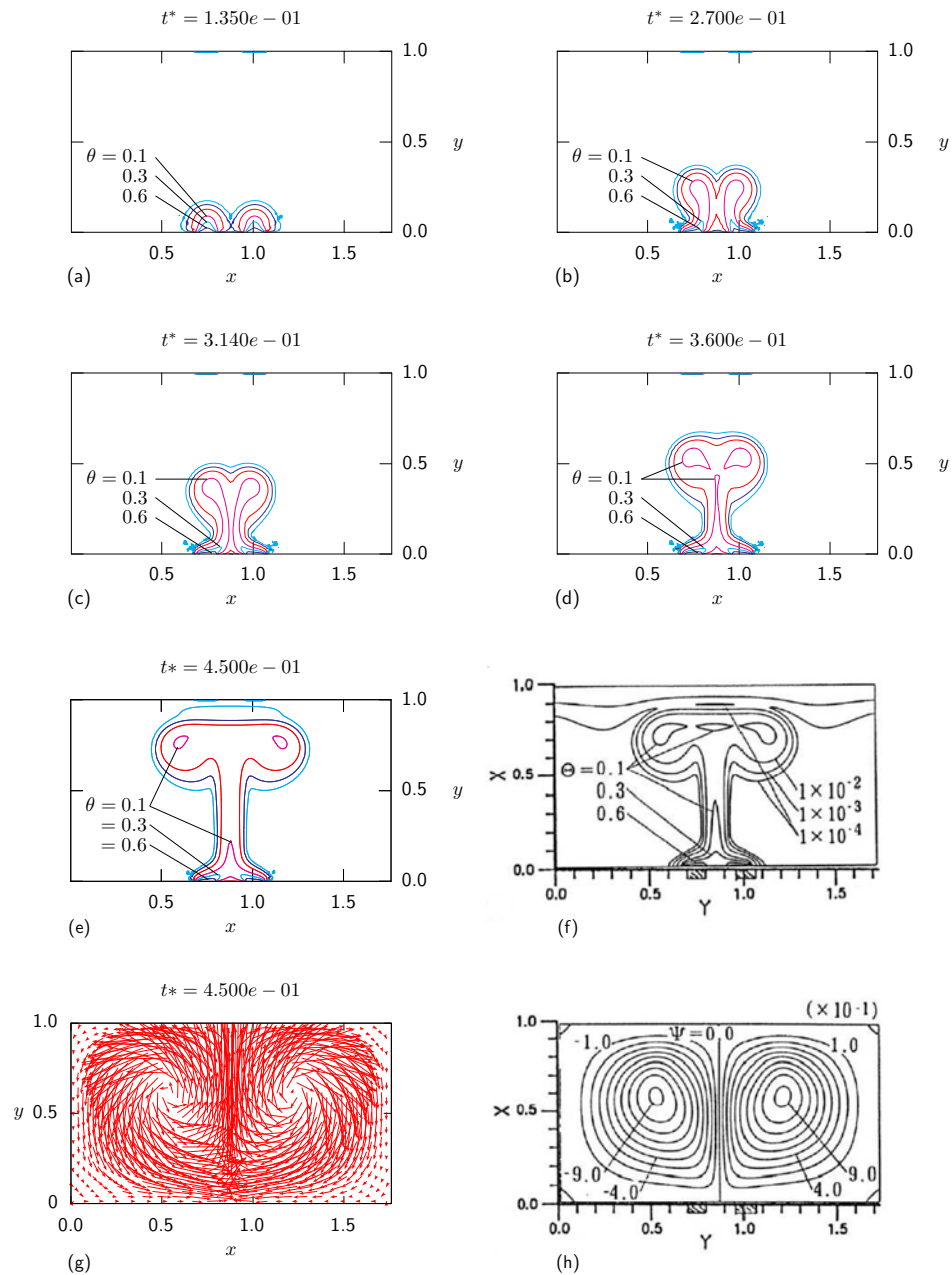 t* = 1.350e − 01
1.0
0.5
y
θ = 0.1
0.3
0.6
0.0
0.5
1.0
1.5
(a)
x
t* = 2.700e − 01
1.0
0.5
y
θ = 0.1
0.3
0.6
0.0
0.5
1.0
1.5
(b)
x
t* = 3.140e − 01
1.0
0.5
y
θ = 0.1
0.3
0.6
0.0
0.5
1.0
1.5
(c)
x
t* = 3.600e − 01
1.0
0.5
y
θ = 0.1
0.3
0.6
0.0
0.5
1.0
1.5
(d)
x
t* = 4.500e − 01
1.0
0.5
y
θ = 0.1
= 0.3
= 0.6
0.0
0.5
1.0
1.5
(e)
x
1.0
X
0.5
Θ=0.1
0.3
0.6
1×10⁻²
1×10⁻³
1×10⁻⁴
0.0
0.0
0.5
1.0
1.5
Y
(f)
t* = 4.500e − 01
1.0
y
0.5
0
0.0
0.5
1.0
1.5
x
(g)
(×10⁻¹)
1.0
-1.0
Ψ=0.0
1.0
X
0.5
-9.0
-4.0
4.0
9.0
0.0
0.0
0.5
1.0
1.5
Y
(h)